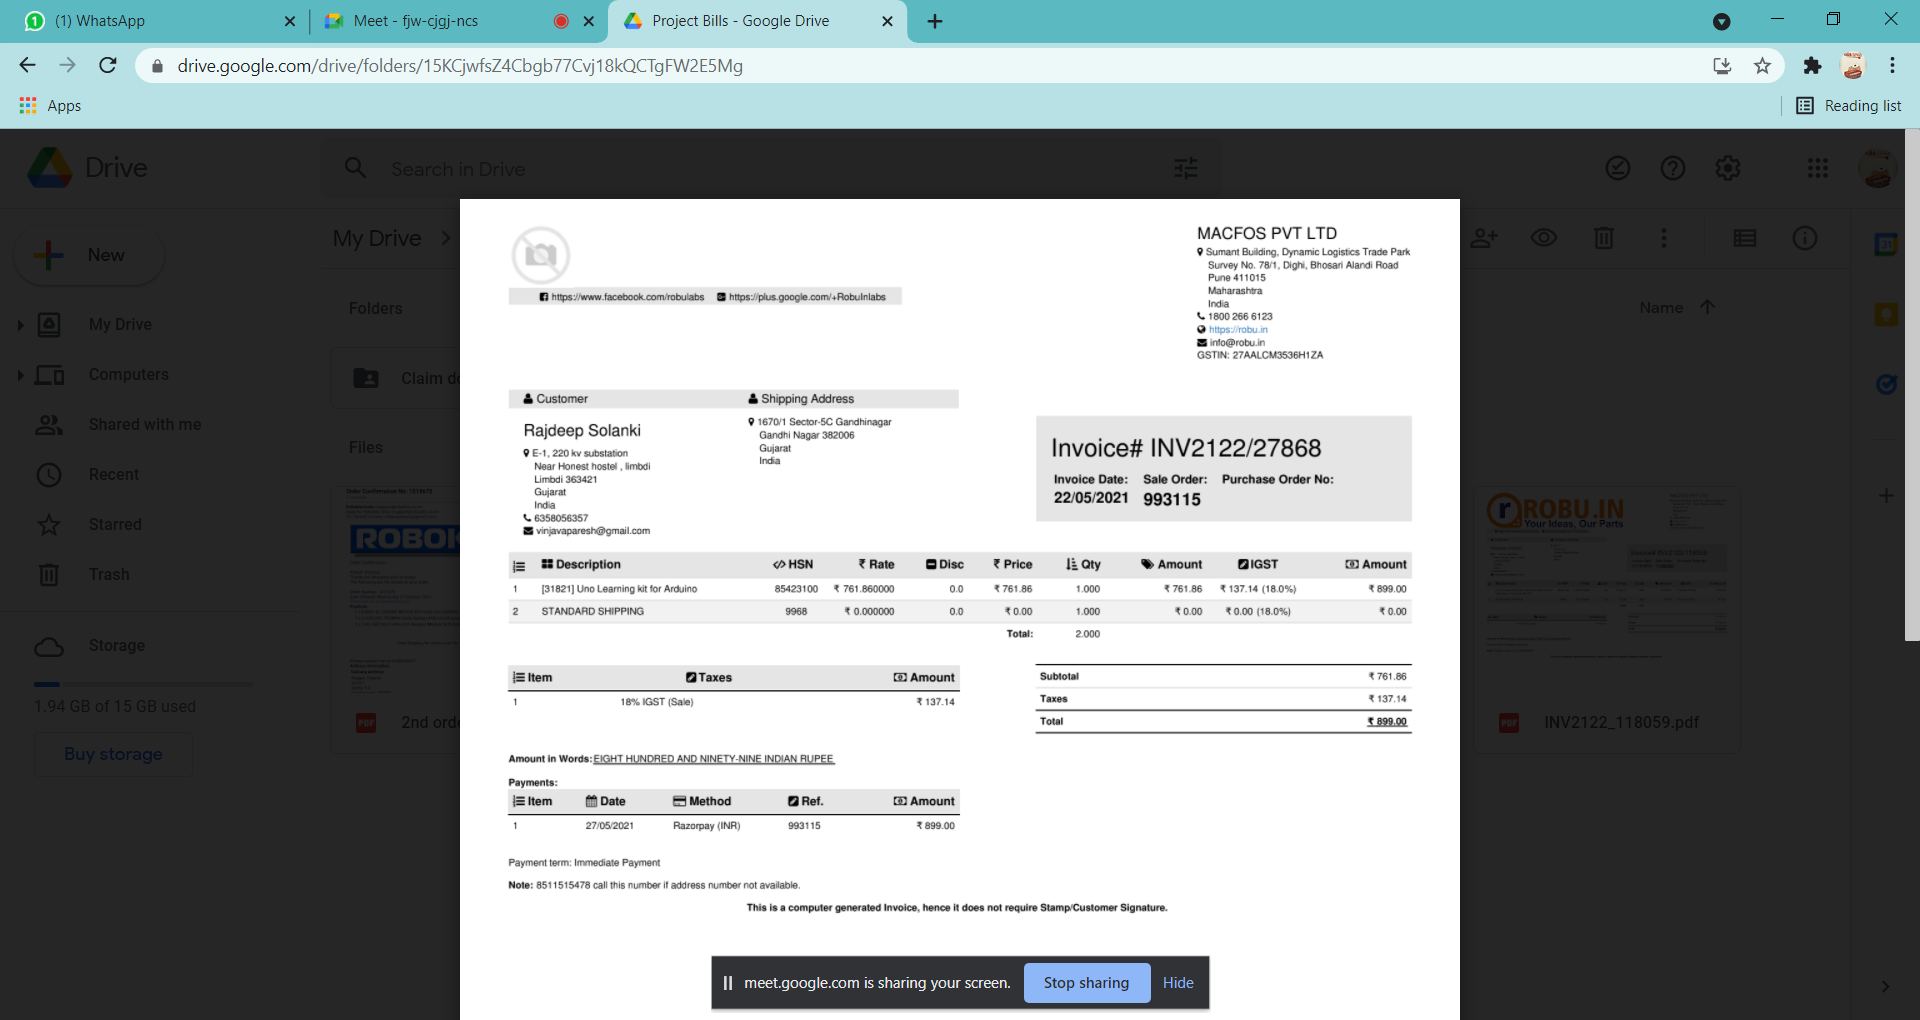 (1) WhatsApp
Meet - fjw-cjgj-ncs
Project Bills - Google Drive
drive.google.com/drive/folders/15KCjwfsZ4Cbgb77Cvj18kQCTgFW2E5Mg
Apps
Reading list
Drive
Search in Drive
New
My Drive
Folders
Name
My Drive
Computers
Claim
Shared with me
Files
Recent
Starred
Trash
Storage
1.94 GB of 15 GB used
Buy storage
2nd
ROBU.IN
Your Ideas, Our Parts
INV2122_118059.pdf
MACFOS PVT LTD
Sumant Building, Dynamic Logistics Trade Park
Survey No. 78/1, Dighi, Bhosari Alandi Road
Pune 411015
Maharashtra
India
1800 266 6123
https://robu.in
info@robu.in
GSTIN: 27AALCM3536H1ZA
https://www.facebook.com/robulabs https://plus.google.com/+RobuInlabs
Customer Shipping Address
Rajdeep Solanki
E-1, 220 kv substation
Near Honest hostel , limbdi
Limbdi 363421
Gujarat
India
6358056357
vinjavaparesh@gmail.com
1670/1 Sector-5C Gandhinagar
Gandhi Nagar 382006
Gujarat
India
Invoice# INV2122/27868
Invoice Date: Sale Order: Purchase Order No:
22/05/2021 993115
Description HSN ₹ Rate Disc ₹ Price Qty Amount IGST Amount
1 [31821] Uno Learning kit for Arduino 85423100 ₹ 761.860000 0.0 ₹ 761.86 1.000 ₹ 761.86 ₹ 137.14 (18.0%) ₹ 899.00
2 STANDARD SHIPPING 9968 ₹ 0.000000 0.0 ₹ 0.00 1.000 ₹ 0.00 ₹ 0.00 (18.0%) ₹ 0.00
Total: 2.000
Item Taxes Amount
1 18% IGST (Sale) ₹ 137.14
Subtotal ₹ 761.86
Taxes ₹ 137.14
Total ₹ 899.00
Amount in Words: EIGHT HUNDRED AND NINETY-NINE INDIAN RUPEE
Payments:
Item Date Method Ref. Amount
1 27/05/2021 Razorpay (INR) 993115 ₹ 899.00
Payment term: Immediate Payment
Note: 8511515478 call this number if address number not available.
This is a computer generated Invoice, hence it does not require Stamp/Customer Signature.
meet.google.com is sharing your screen. Stop sharing Hide